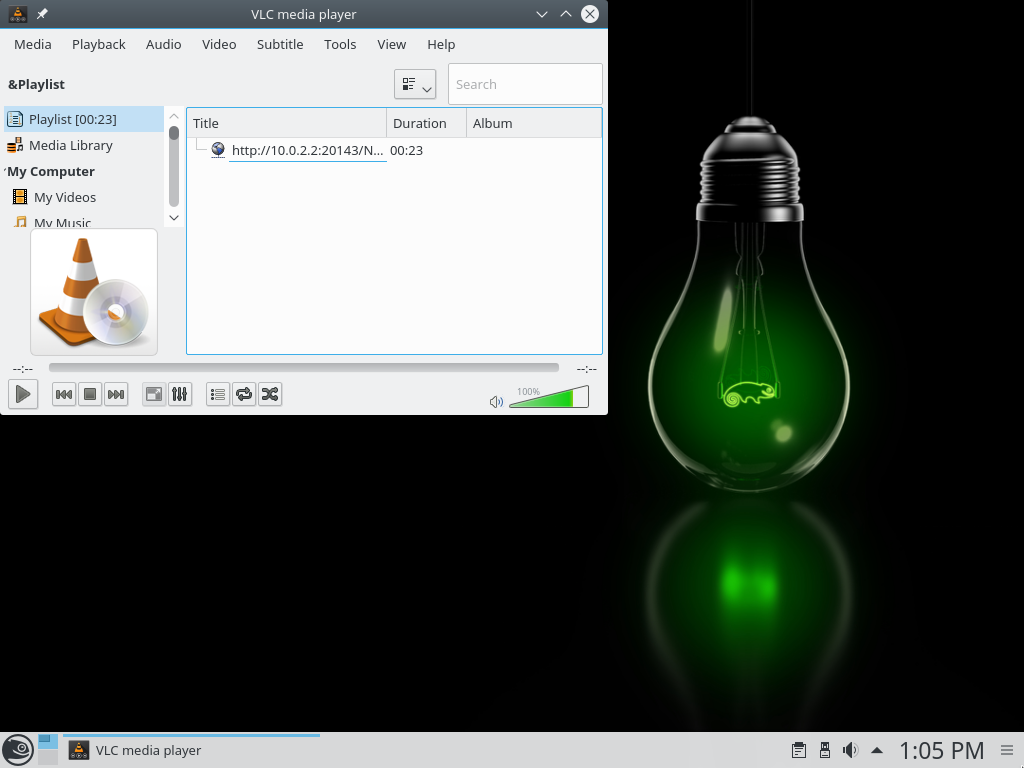 VLC media player
Media Playback Audio Video Subtitle Tools View Help
&Playlist
Search
Playlist [00:23]
Media Library
My Computer
My Videos
My Music
Title Duration Album
http://10.0.2.2:20143/N... 00:23
--:-- --:--
100%
VLC media player
1:05 PM